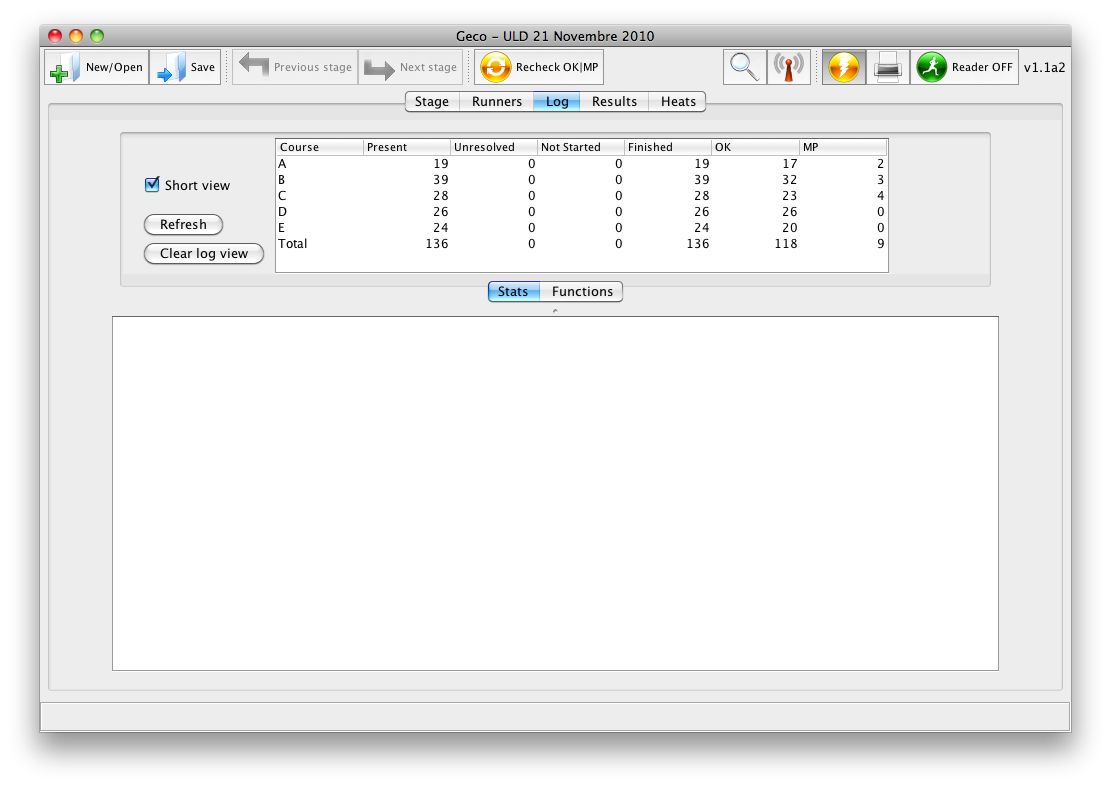 Geco - ULD 21 Novembre 2010
New/Open Save Previous stage Next stage Recheck OK|MP Reader OFF v1.1a2
Stage Runners Log Results Heats
Course Present Unresolved Not Started Finished OK MP
A 19 0 0 19 17 2
B 39 0 0 39 32 3
C 28 0 0 28 23 4
D 26 0 0 26 26 0
E 24 0 0 24 20 0
Total 136 0 0 136 118 9
Short view
Refresh
Clear log view
Stats Functions